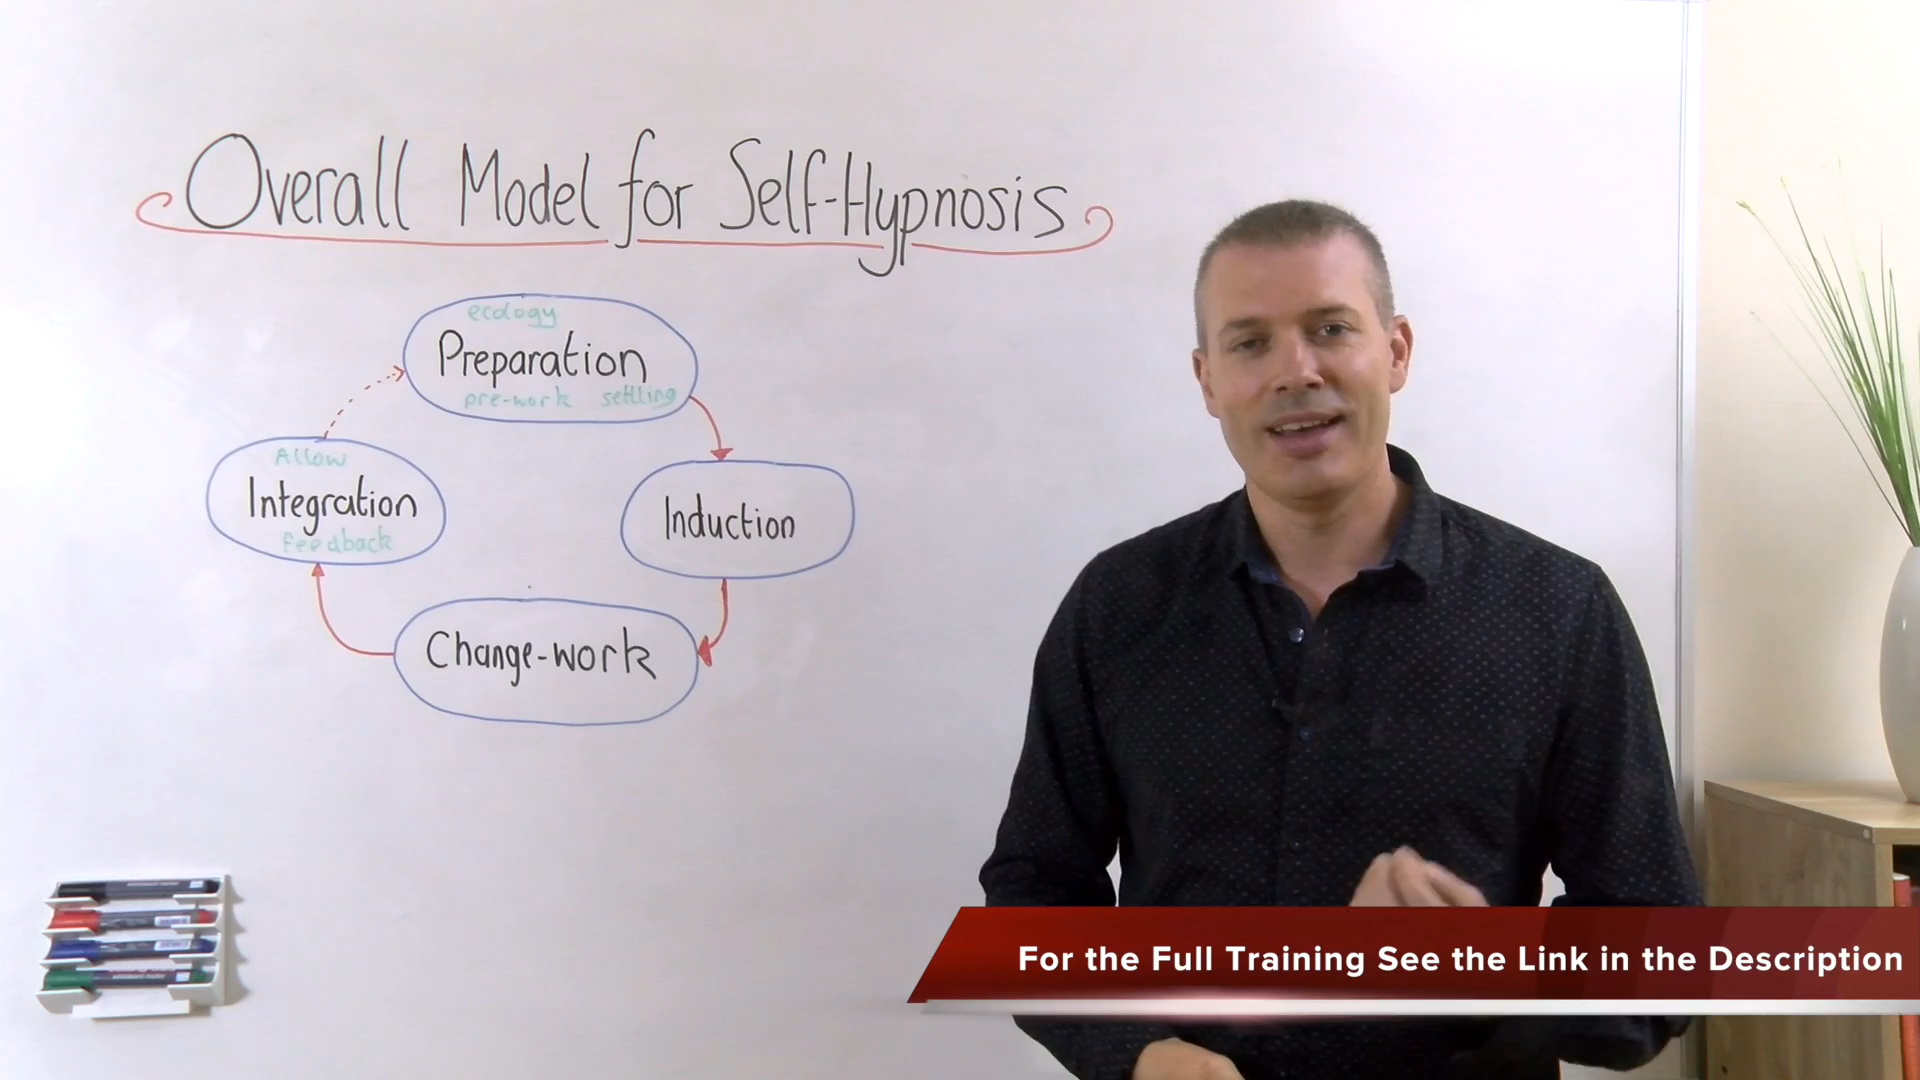 Overall Model for Self-Hypnosis
ecology
Preparation
pre-work settling
Allow
Integration
feedback
Induction
Change-work
For the Full Training See the Link in the Description